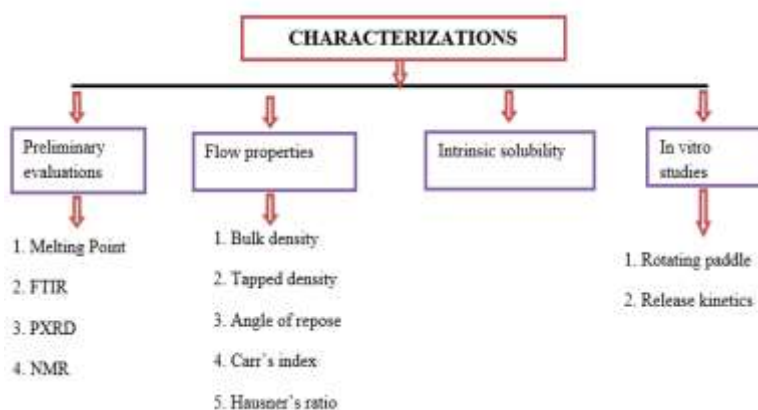 CHARACTERIZATIONS
Preliminary
evaluations
Flow properties
Intrinsic solubility
In vitro
studies
1. Melting Point
2. FTIR
3. PXRD
4. NMR
1. Bulk density
2. Tapped density
3. Angle of repose
4. Carr`s index
5. Hausner`s ratio
1. Rotating paddle
2. Release kinetics